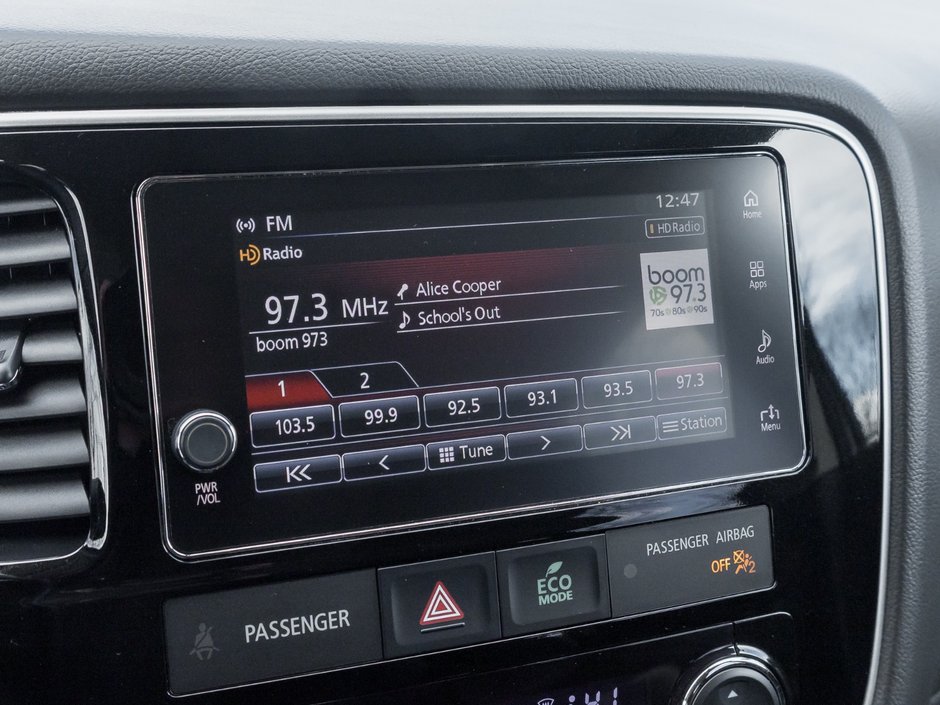 FM
12:47
HD Radio
HD Radio
97.3 MHz
boom 973
Alice Cooper
School's Out
boom
97.3
70s 80s 90s
1
2
103.5
99.9
92.5
93.1
93.5
97.3
Tune
Station
Home
Apps
Audio
Menu
PWR
/VOL
PASSENGER
ECO
MODE
PASSENGER AIRBAG
OFF
2